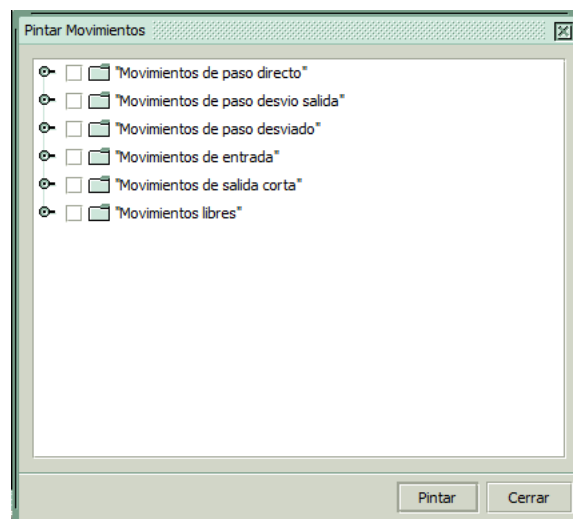 Pintar Movimientos
"Movimientos de paso directo"
"Movimientos de paso desvio salida"
"Movimientos de paso desviado"
"Movimientos de entrada"
"Movimientos de salida corta"
"Movimientos libres"
Pintar Cerrar